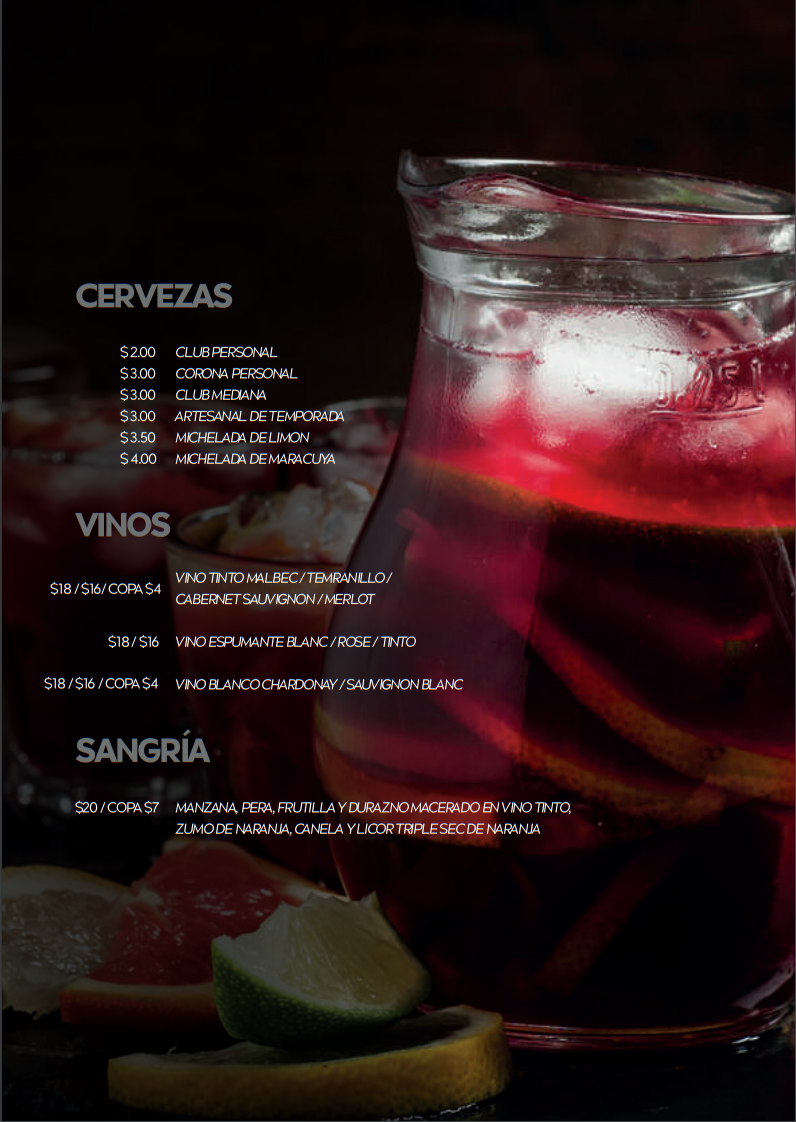 CERVEZAS
$ 2.00 CLUB PERSONAL
$ 3.00 CORONA PERSONAL
$ 3.00 CLUB MEDIANA
$ 3.00 ARTESANAL DE TEMPORADA
$ 3.50 MICHELADA DE LIMON
$ 4.00 MICHELADA DE MARACUYA
VINOS
$18 / $16/ COPA $4 VINO TINTO MALBEC / TEMRANILLO /
CABERNET SAUVIGNON / MERLOT
$18 / $16 VINO ESPUMANTE BLANC / ROSE / TINTO
$18 / $16 / COPA $4 VINO BLANCO CHARDONAY / SAUVIGNON BLANC
SANGRÍA
$20 / COPA $7 MANZANA, PERA, FRUTILLA Y DURAZNO MACERADO EN VINO TINTO,
ZUMO DE NARANJA, CANELA Y LICOR TRIPLE SEC DE NARANJA